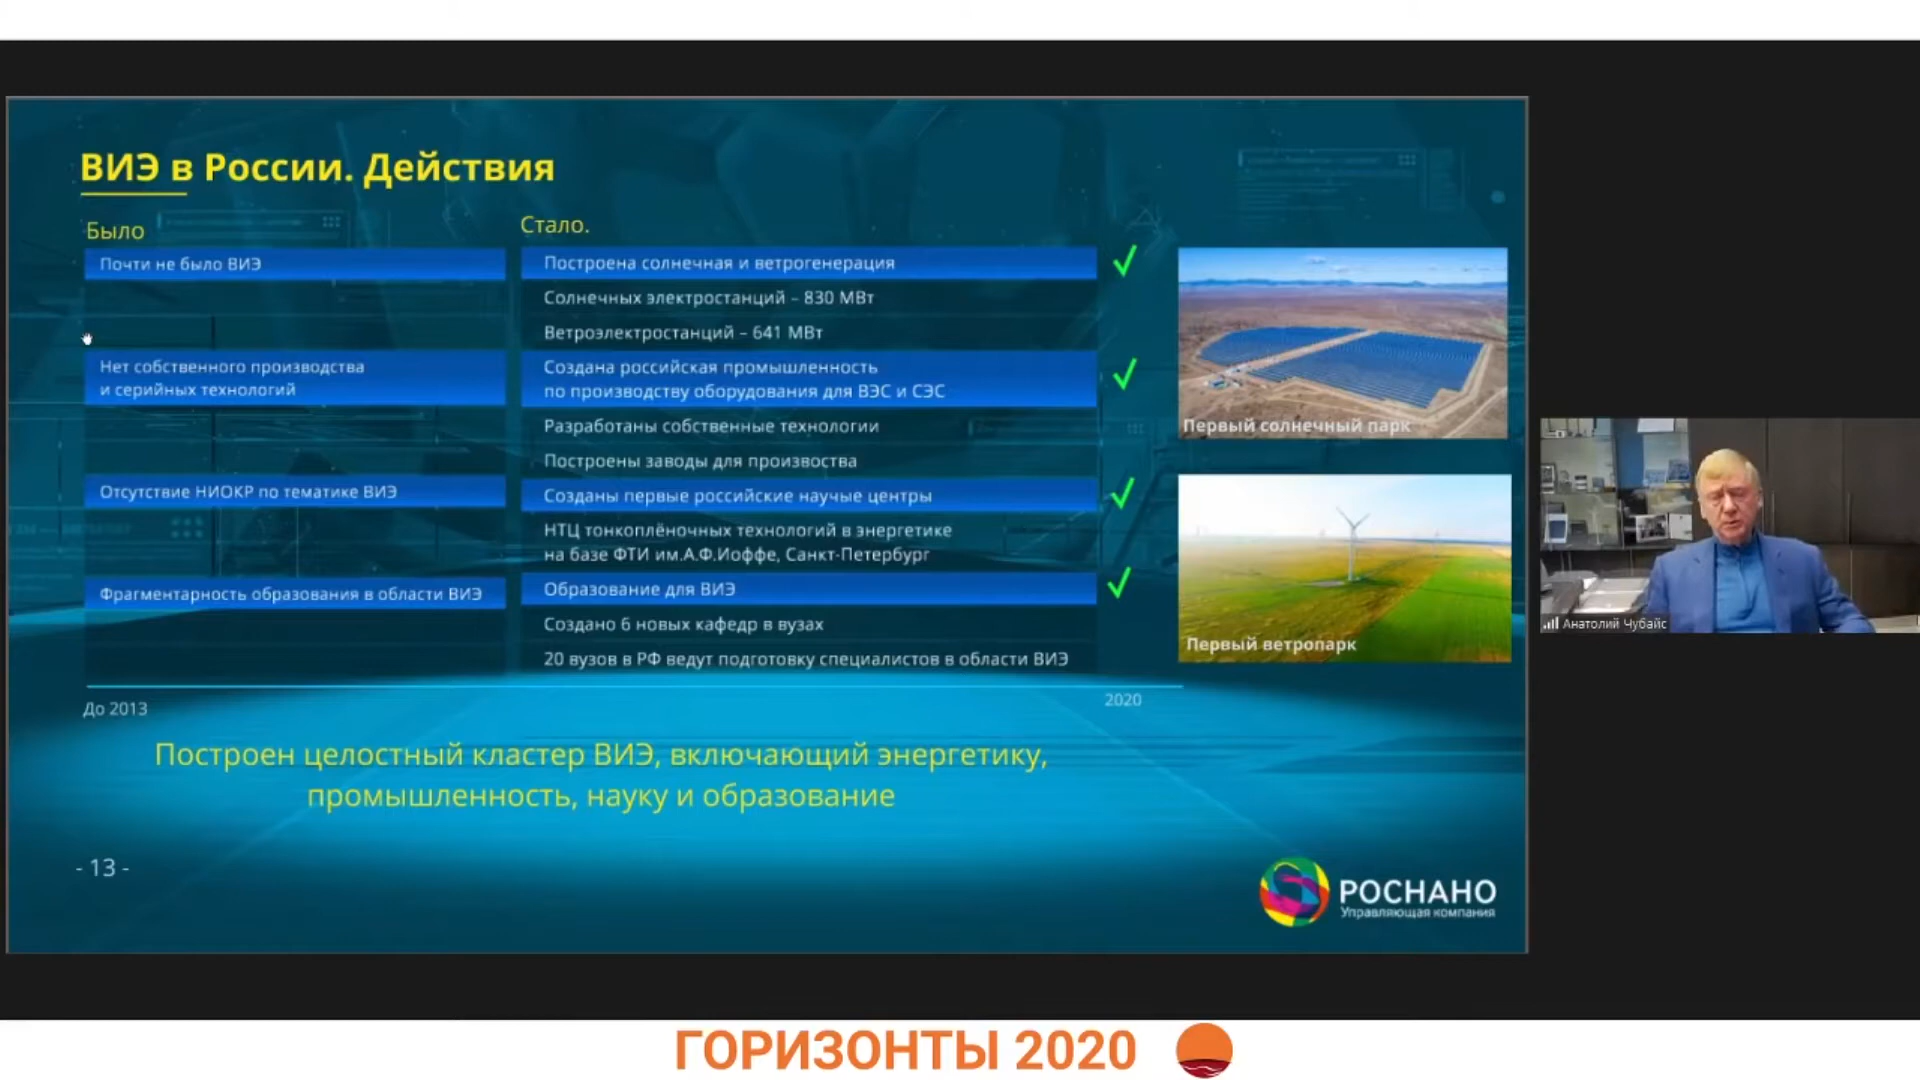 ВИЭ в России. Действия
Было
Стало.
Почти не было ВИЭ
Построена солнечная и ветрогенерация
Солнечных электростанций – 830 МВт
Ветроэлектростанций – 641 МВт
Нет собственного производства
и серийных технологий
Создана российская промышленность
по производству оборудования для ВЭС и СЭС
Разработаны собственные технологии
Построены заводы для произвоства
Отсутствие НИОКР по тематике ВИЭ
Созданы первые российские научые центры
НТЦ тонкоплёночных технологий в энергетике
на базе ФТИ им.А.Ф.Иоффе, Санкт-Петербург
Фрагментарность образования в области ВИЭ
Образование для ВИЭ
Создано 6 новых кафедр в вузах
20 вузов в РФ ведут подготовку специалистов в области ВИЭ
До 2013
2020
Первый солнечный парк
Первый ветропарк
Построен целостный кластер ВИЭ, включающий энергетику,
промышленность, науку и образование
- 13 -
РОСНАНО
Управляющая компания
Анатолий Чубайс
ГОРИЗОНТЫ 2020